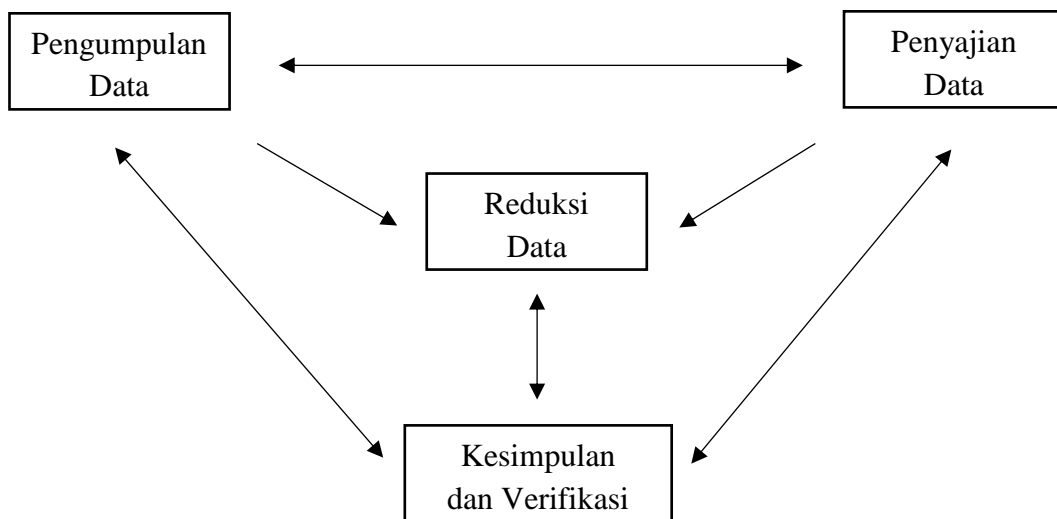 Pengumpulan
Data
Penyajian
Data
Reduksi
Data
Kesimpulan
dan Verifikasi